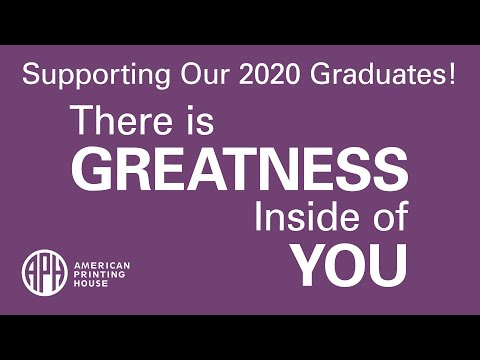 Supporting Our 2020 Graduates!
There is
GREATNESS
Inside of
YOU
APH
AMERICAN
PRINTING
HOUSE